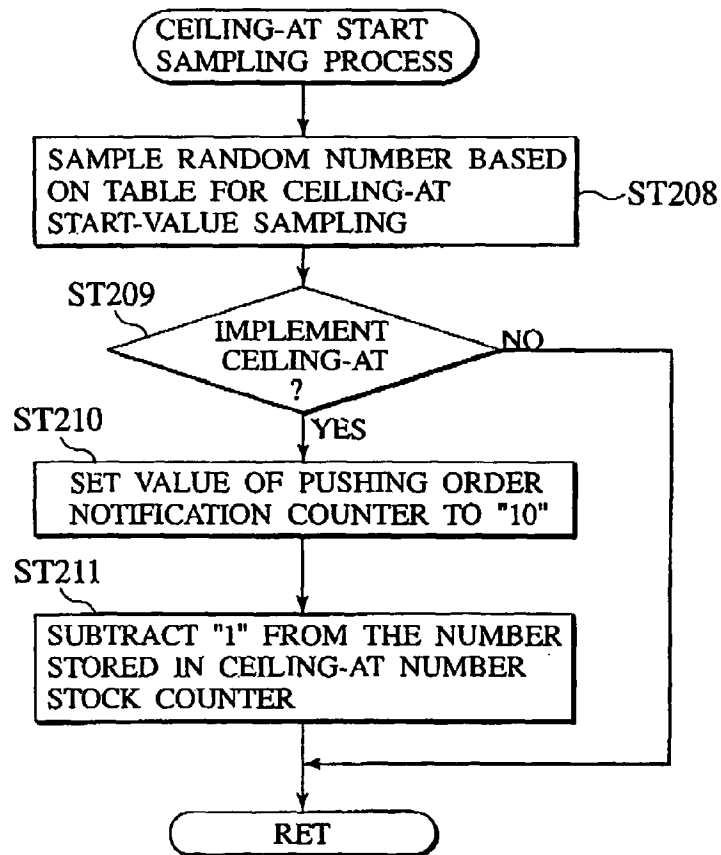 CEILING-AT START
SAMPLING PROCESS
SAMPLE RANDOM NUMBER BASED
ON TABLE FOR CEILING-AT
START-VALUE SAMPLING
ST208
ST209
IMPLEMENT
CEILING-AT
?
NO
YES
ST210
SET VALUE OF PUSHING ORDER
NOTIFICATION COUNTER TO "10"
ST211
SUBTRACT "1" FROM THE NUMBER
STORED IN CEILING-AT NUMBER
STOCK COUNTER
RET